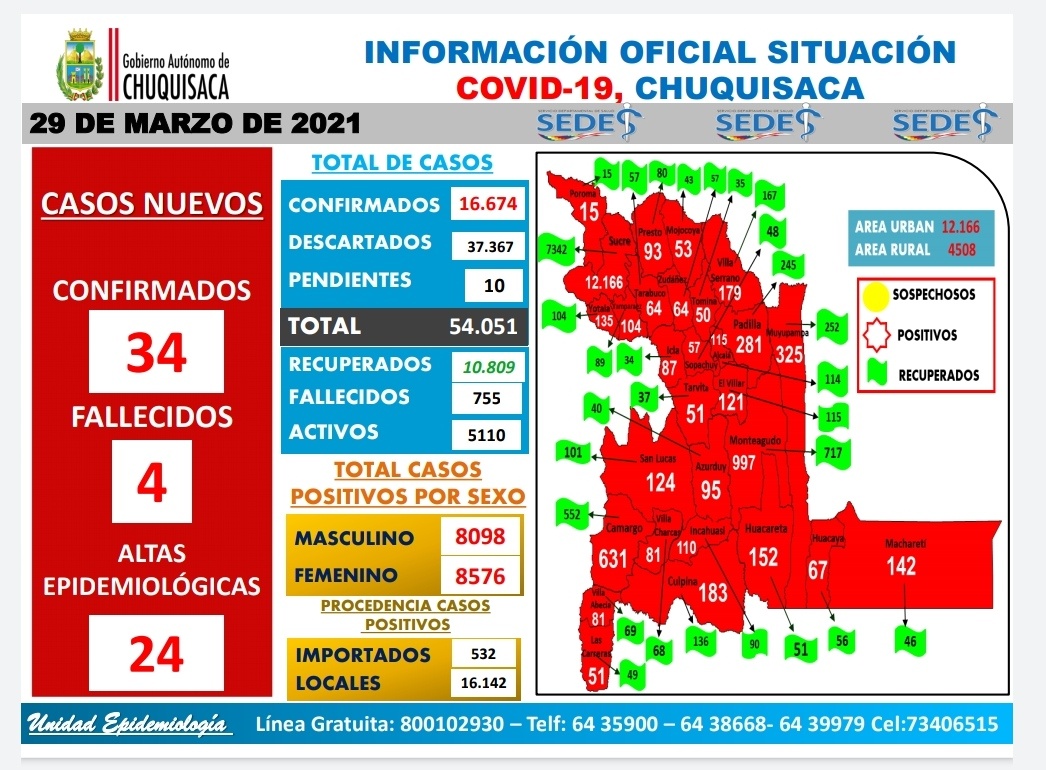 Gobierno Autónomo de
CHUQUISACA
INFORMACIÓN OFICIAL SITUACIÓN
COVID-19, CHUQUISACA
29 DE MARZO DE 2021
SEDES
SEDES
SEDES
CASOS NUEVOS
CONFIRMADOS
34
FALLECIDOS
4
ALTAS
EPIDEMIOLÓGICAS
24
TOTAL DE CASOS
CONFIRMADOS 16.674
DESCARTADOS 37.367
PENDIENTES 10
TOTAL 54.051
RECUPERADOS 10.809
FALLECIDOS 755
ACTIVOS 5110
TOTAL CASOS
POSITIVOS POR SEXO
MASCULINO 8098
FEMENINO 8576
PROCEDENCIA CASOS
POSITIVOS
IMPORTADOS 532
LOCALES 16.142
15 57 80 43 57 35 167
Poroma
15
48
7342
Sucre
12.166
Presto
93
Mojocoya
53
Villa
Serrano
179
245
AREA URBAN 12.166
AREA RURAL 4508
SOSPECHOSOS
POSITIVOS
RECUPERADOS
Zudáñez
64
Tarabuco
64
Tomina
50
104
Yotala
135
Yamparáez
104
Padilla
281
Muyupampa
325
252
89
34
Icla
87
57
Sopachuy
115
Alcalá
114
37
Tarvita
51
El Villar
121
115
40
101
San Lucas
124
Azurduy
95
Monteagudo
997
717
552
Camargo
631
Villa
Charcas
81
Incahuasi
110
Huacareta
152
Huacaya
67
Machareti
142
Culpina
183
Villa
Abecia
81
Las
Carreras
51
69
68
136
90
51
56
46
49
Unidad Epidemiología
Línea Gratuita: 800102930 – Telf: 64 35900 – 64 38668- 64 39979 Cel:73406515